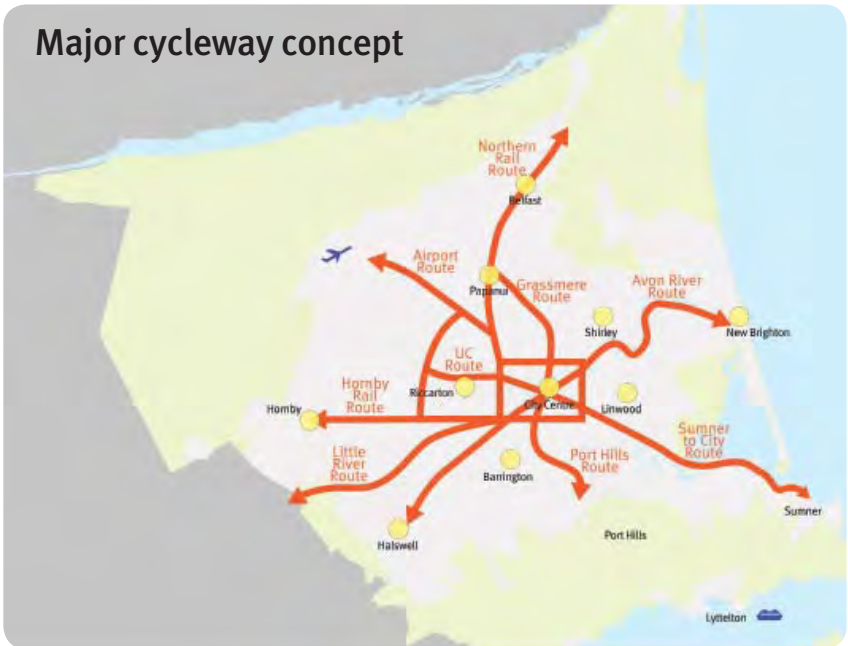 Major cycleway concept
Northern
Rail
Route
Belfast
Airport
Route
Papanui
Grassmere
Route
Avon River
Route
Shirley
New Brighton
UC
Route
Riccarton
Hornby
Rail
Route
Hornby
City Centre
Linwood
Little
River
Route
Barrington
Port Hills
Route
Sumner
to City
Route
Sumner
Halswell
Port Hills
Lyttelton